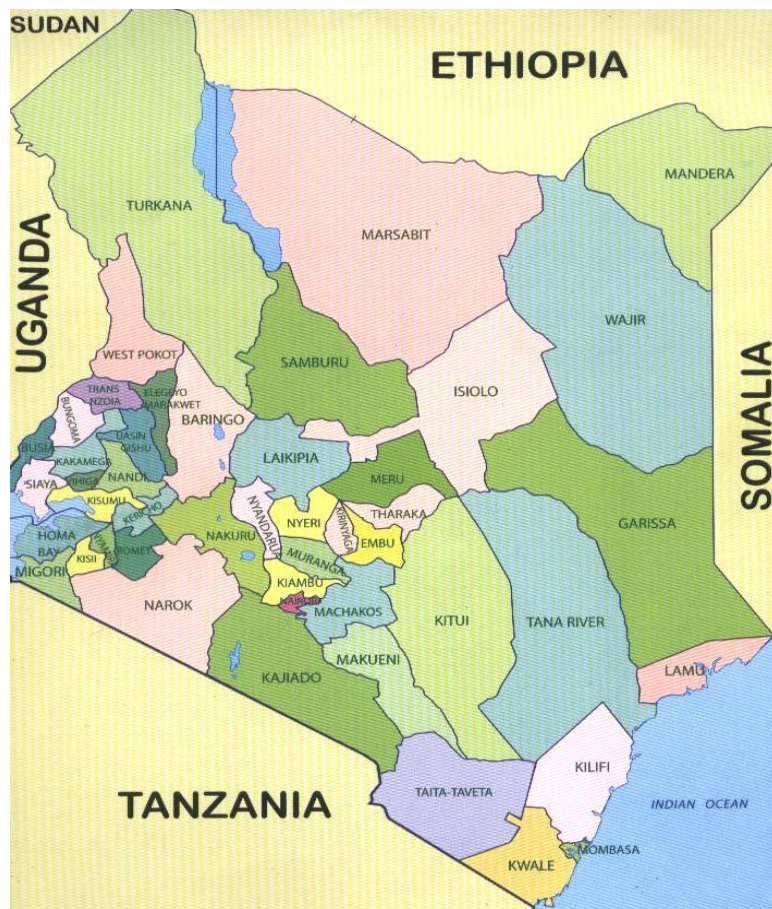 SUDAN
ETHIOPIA
MANDERA
TURKANA
MARSABIT
UGANDA
WAJIR
WEST POKOT
SAMBURU
SOMALIA
TRANS
NZOIA
ELEGEYO
MARAKWET
ISIOLO
BUNGOMA
BARINGO
UASIN
GISHU
BUSIA
KAKAMEGA
LAIKIPIA
NANDI
VIHIGA
SIAYA
MERU
KISUMU
KERICHO
NYANDARUA
NYERI
KIRINYAGA
THARAKA
GARISSA
HOMA
BAY
NAKURU
EMBU
BOMET
KISII
MURANGA
MIGORI
KIAMBU
NAIROBI
NAROK
MACHAKOS
KITUI
TANA RIVER
MAKUENI
KAJIADO
LAMU
KILIFI
TAITA-TAVETA
TANZANIA
INDIAN OCEAN
MOMBASA
KWALE